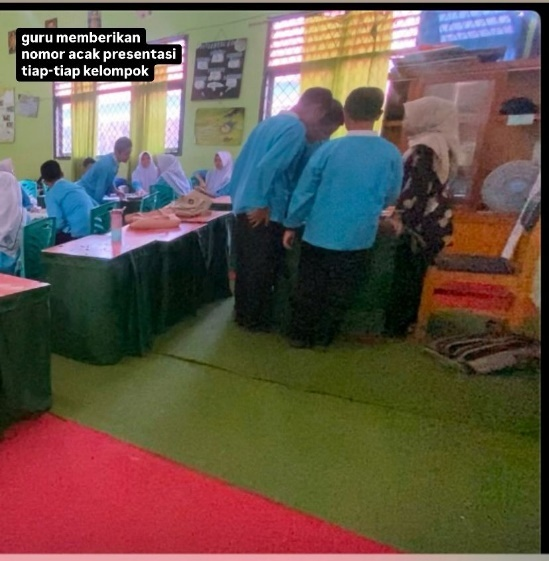 guru memberikan
nomor acak presentasi
tiap-tiap kelompok